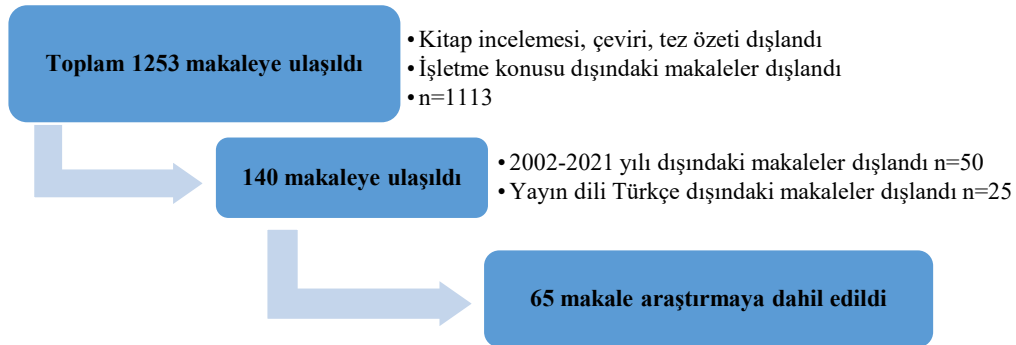 Toplam 1253 makaleye ulaşıldı
•Kitap incelemesi, çeviri, tez özeti dışlandı
•İşletme konusu dışındaki makaleler dışlandı
•n=1113
140 makaleye ulaşıldı
•2002-2021 yılı dışındaki makaleler dışlandı n=50
•Yayın dili Türkçe dışındaki makaleler dışlandı n=25
65 makale araştırmaya dahil edildi